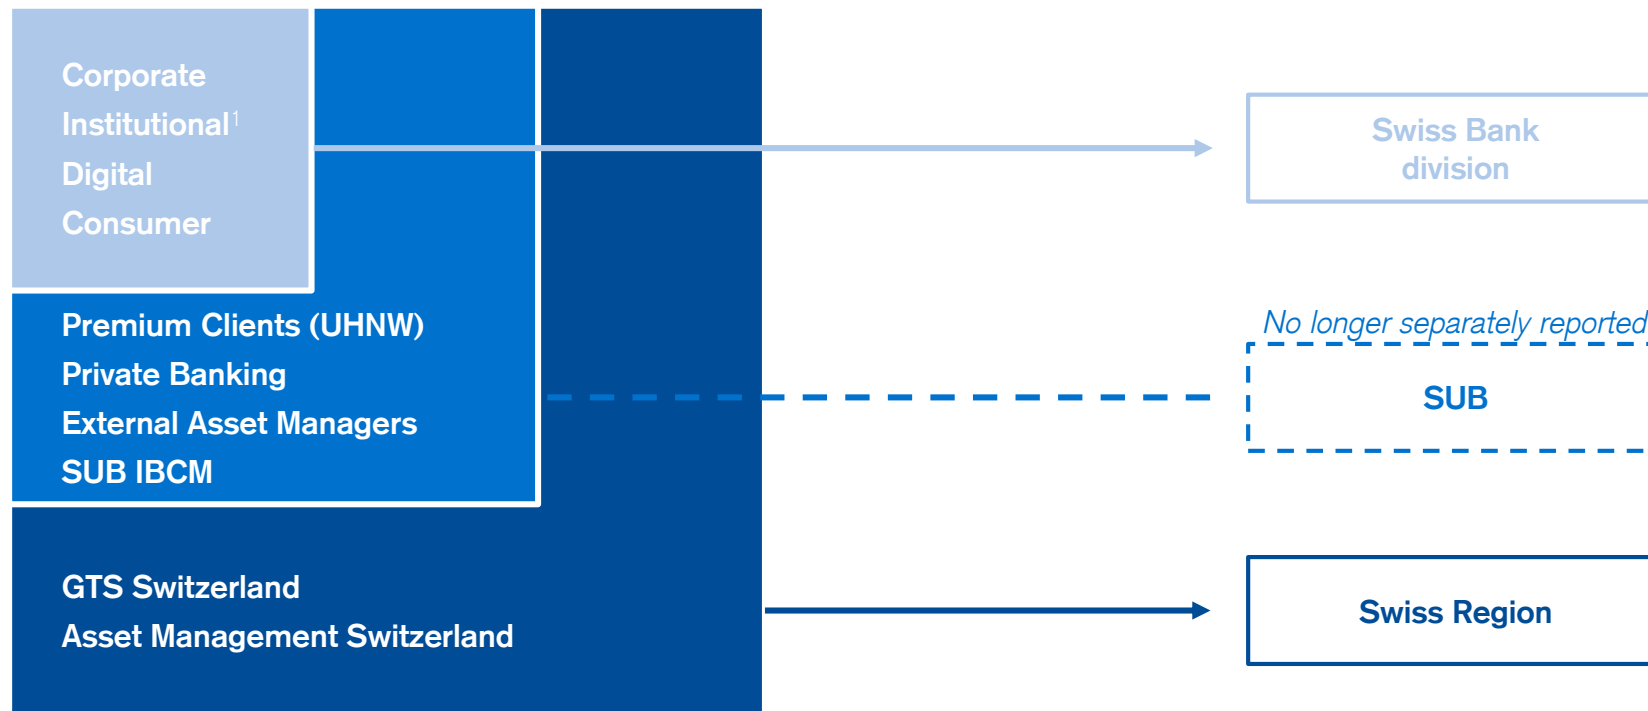 Corporate
Institutional¹
Digital
Consumer
Premium Clients (UHNW)
Private Banking
External Asset Managers
SUB IBCM
GTS Switzerland
Asset Management Switzerland
Swiss Bank
division
No longer separately reported
SUB
Swiss Region